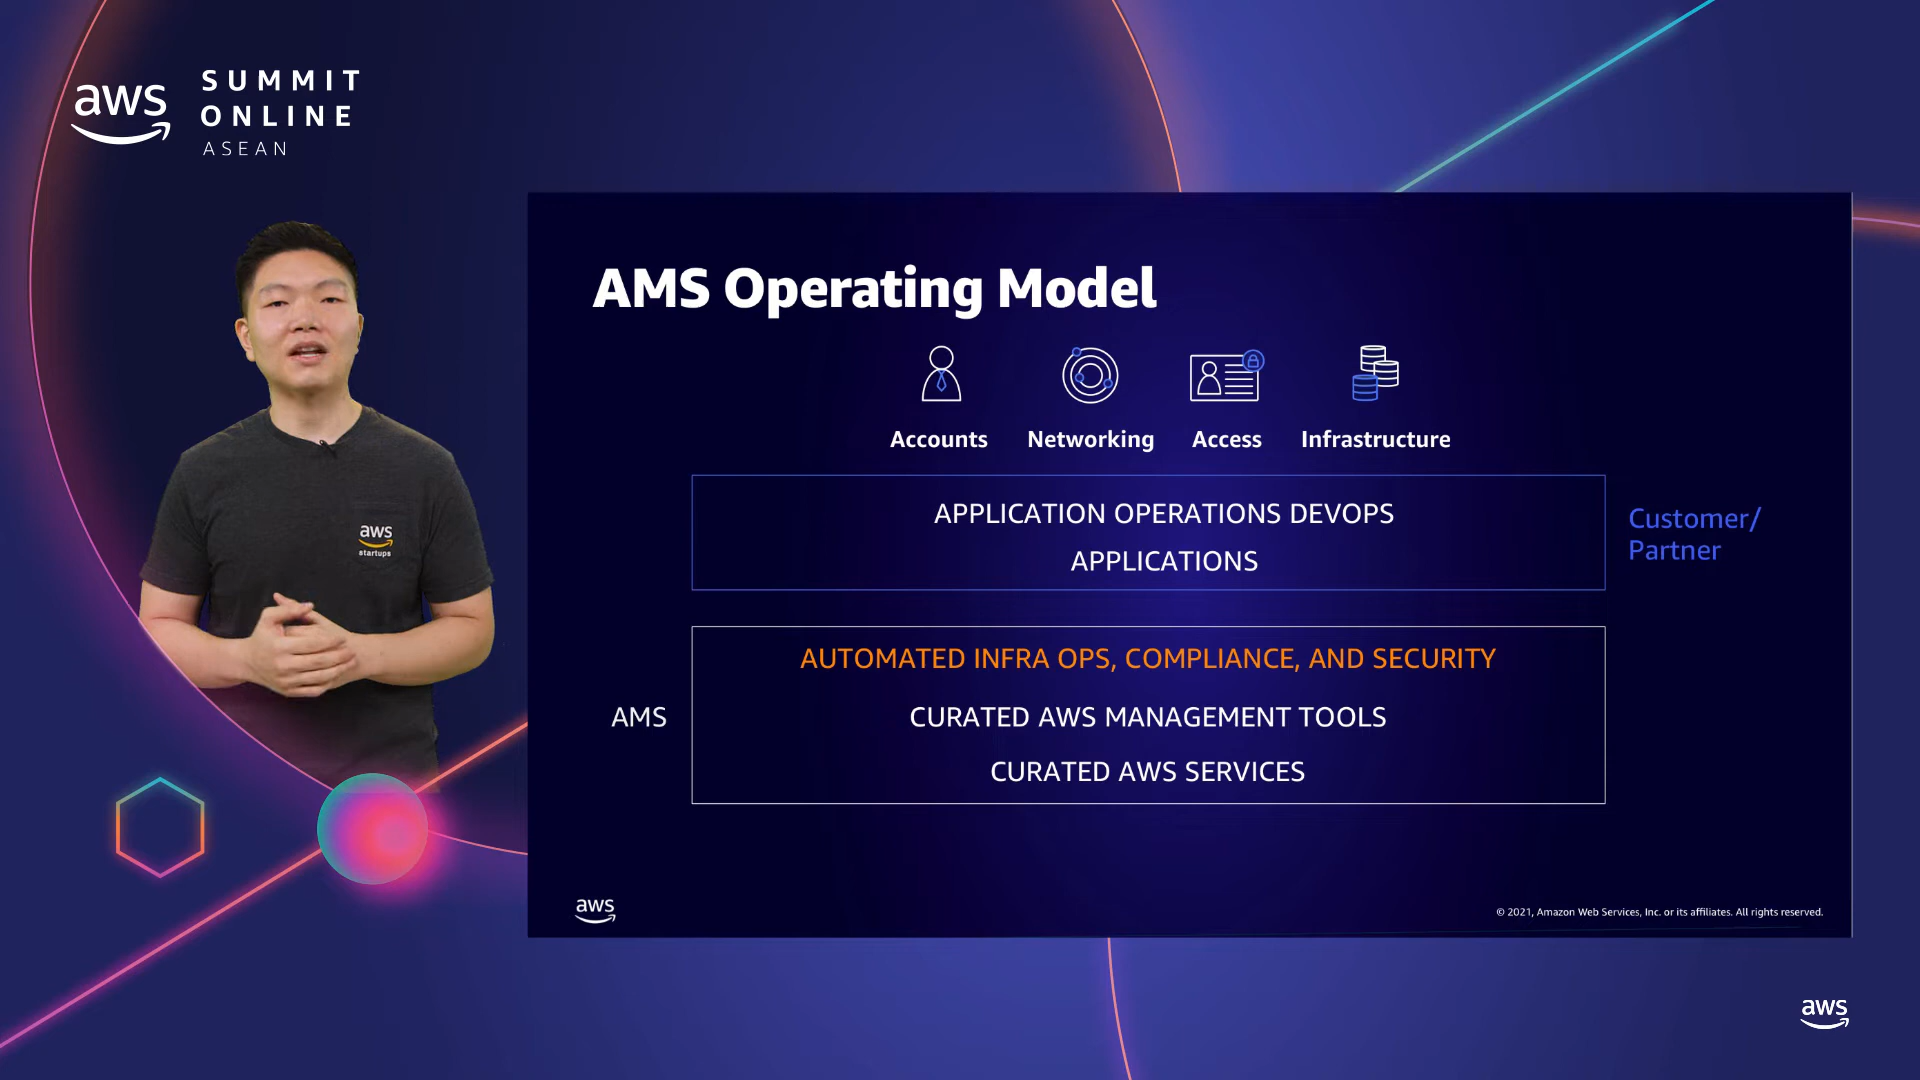 aws
SUMMIT
ONLINE
ASEAN
aws
startups
AMS Operating Model
Accounts
Networking
Access
Infrastructure
APPLICATION OPERATIONS DEVOPS
APPLICATIONS
Customer/
Partner
AUTOMATED INFRA OPS, COMPLIANCE, AND SECURITY
AMS
CURATED AWS MANAGEMENT TOOLS
CURATED AWS SERVICES
aws
© 2021, Amazon Web Services, Inc. or its affiliates. All rights reserved.
aws